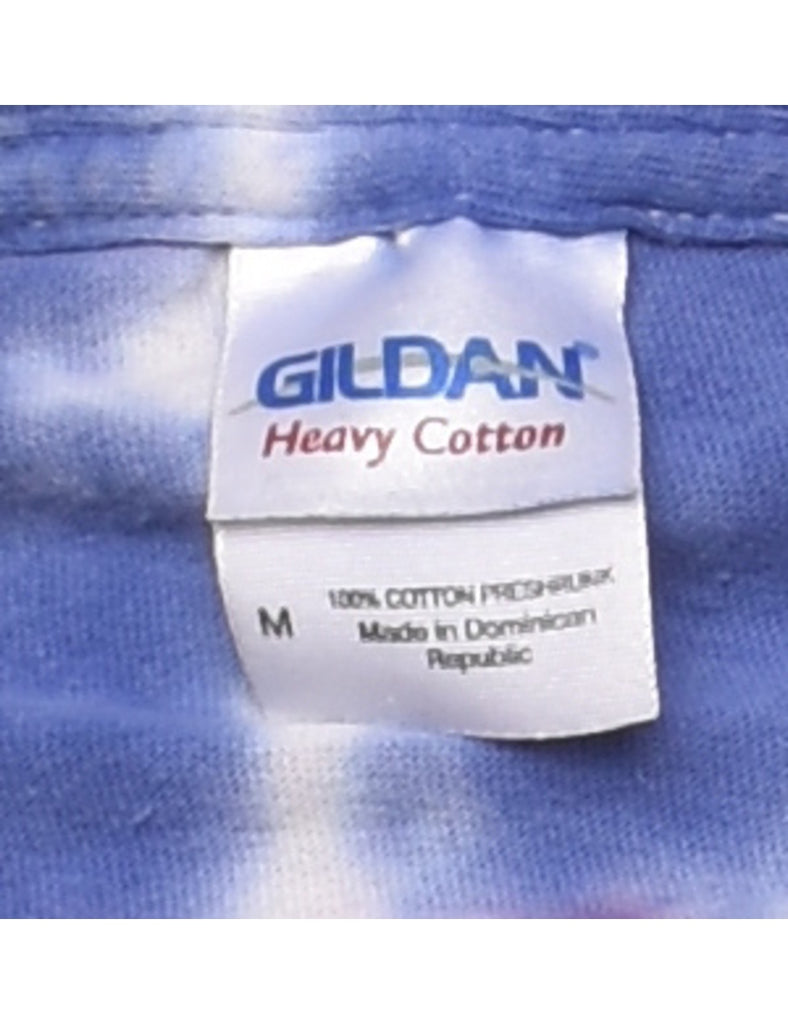 GILDAN®
Heavy Cotton
M
100% COTTON PRESHRUNK
Made in Dominican
Republic